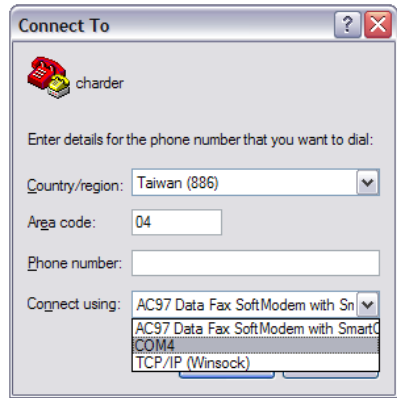 Connect To
charder
Enter details for the phone number that you want to dial:
Country/region: Taiwan (886)
Area code: 04
Phone number:
Connect using: AC97 Data Fax SoftModem with Sn
AC97 Data Fax SoftModem with SmartC
COM4
TCP/IP (Winsock)